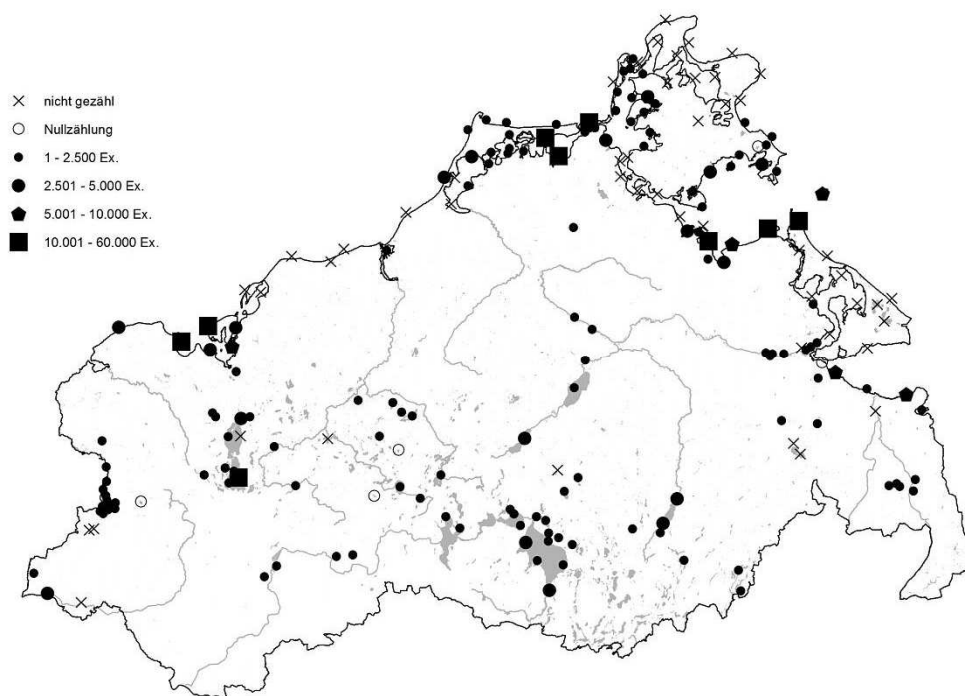 nicht gezähl
Nullzählung
1 - 2.500 Ex.
2.501 - 5.000 Ex.
5.001 - 10.000 Ex.
10.001 - 60.000 Ex.